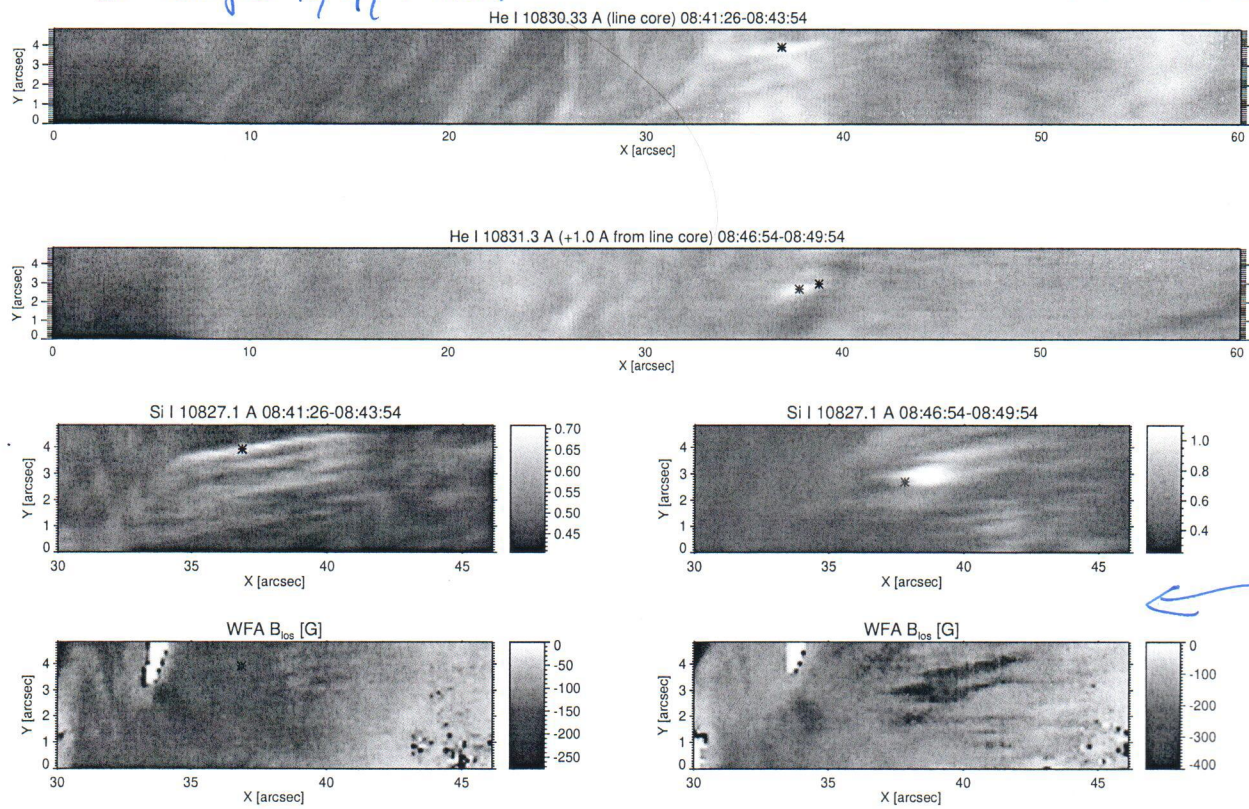 He I 10830.33 A (line core) 08:41:26-08:43:54
Y [arcsec]
4
3
2
1
0
0 10 20 30 40 50 60
X [arcsec]
He I 10831.3 A (+1.0 A from line core) 08:46:54-08:49:54
Y [arcsec]
4
3
2
1
0
0 10 20 30 40 50 60
X [arcsec]
Si I 10827.1 A 08:41:26-08:43:54
Y [arcsec]
4
3
2
1
0
30 35 40 45
X [arcsec]
0.70
0.65
0.60
0.55
0.50
0.45
Si I 10827.1 A 08:46:54-08:49:54
Y [arcsec]
4
3
2
1
0
30 35 40 45
X [arcsec]
1.0
0.8
0.6
0.4
WFA Blos [G]
Y [arcsec]
4
3
2
1
0
30 35 40 45
X [arcsec]
0
-50
-100
-150
-200
-250
WFA Blos [G]
Y [arcsec]
4
3
2
1
0
30 35 40 45
X [arcsec]
0
-100
-200
-300
-400